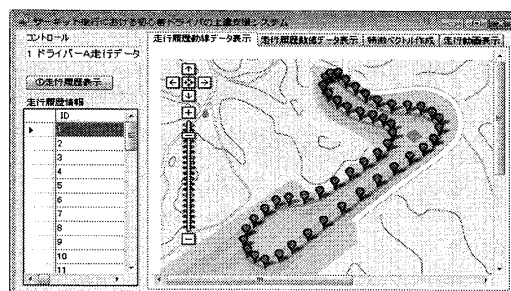 サーキット走行における初心者ドライバの上達支援システム
コントロール
1 ドライバーA走行データ
①走行履歴表示
走行履歴情報
ID
1
2
3
4
5
6
7
8
9
10
11
走行履歴動線データ表示
走行履歴数値データ表示
特徴ベクトル作成
走行動画表示